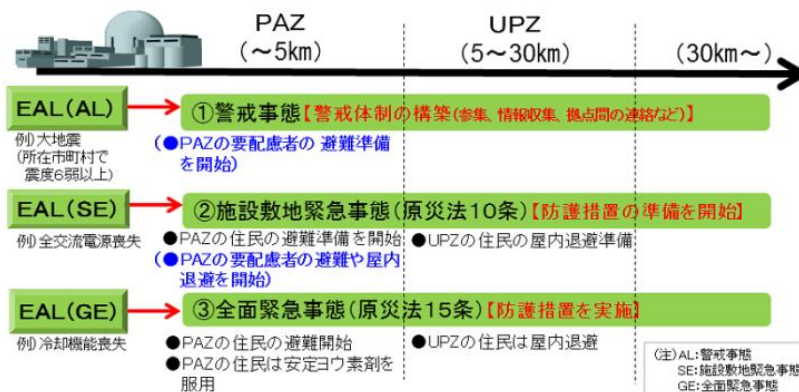 PAZ
(～5km)
UPZ
(5～30km)
(30km～)
EAL(AL)
①警戒事態【警戒体制の構築(参集、情報収集、拠点間の連絡など)】
例)大地震
(所在市町村で
震度6弱以上)
(●PAZの要配慮者の 避難準備
を開始)
EAL(SE)
②施設敷地緊急事態(原災法10条)【防護措置の準備を開始】
例)全交流電源喪失
●PAZの住民の避難準備を開始
(●PAZの要配慮者の避難や屋内
退避を開始)
●UPZの住民の屋内退避準備
EAL(GE)
③全面緊急事態(原災法15条)【防護措置を実施】
例)冷却機能喪失
●PAZの住民の避難開始
●PAZの住民は安定ヨウ素剤を
服用
●UPZの住民は屋内退避
(注)AL:警戒事態
SE:施設敷地緊急事態
GE:全面緊急事態